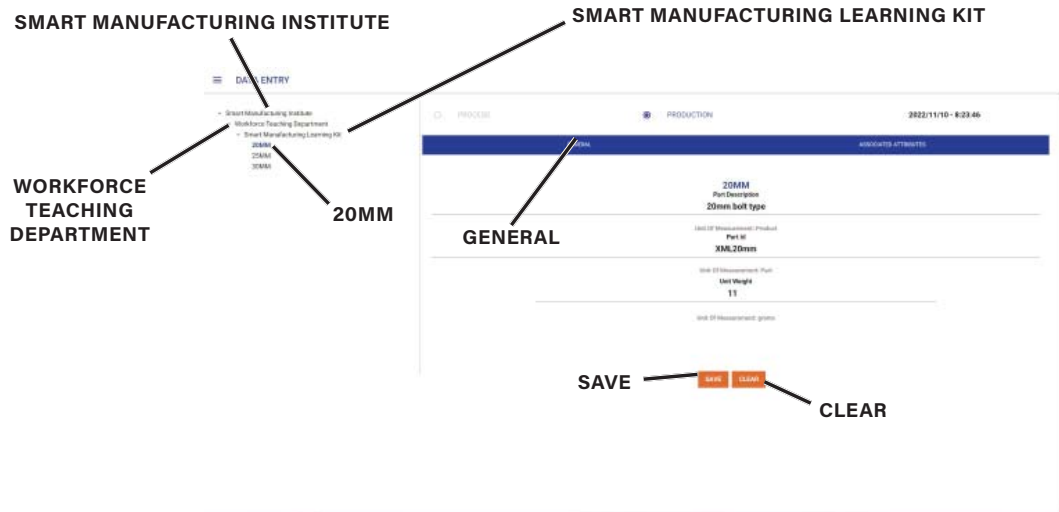 SMART MANUFACTURING INSTITUTE
SMART MANUFACTURING LEARNING KIT
DATA ENTRY
Smart Manufacturing Institute
Workforce Teaching Department
Smart Manufacturing Learning Kit
20MM
25MM
30MM
PROCESS
PRODUCTION
2022/11/10 - 8:23:46
ASSOCIATED ATTRIBUTES
WORKFORCE
TEACHING
DEPARTMENT
20MM
GENERAL
20MM
Part Description
20mm bolt type
Unit Of Measurement: Product
Part Id
XML20mm
Unit Of Measurement: Part
Unit Weight
11
Unit Of Measurement: grams
SAVE
SAVE
CLEAR
CLEAR